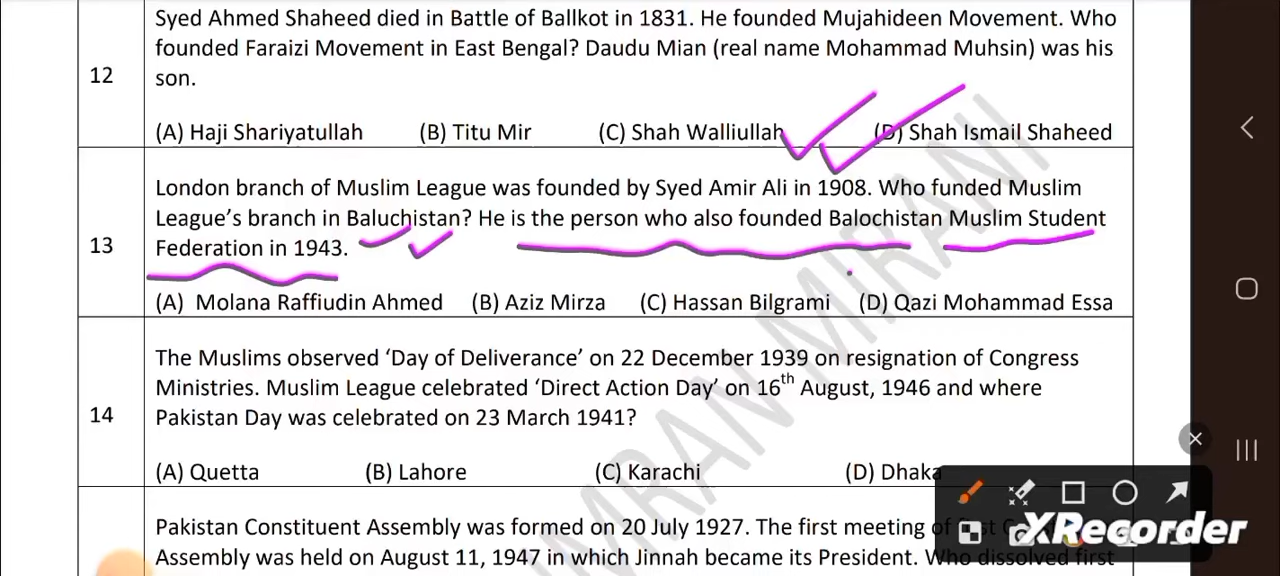 Syed Ahmed Shaheed died in Battle of Ballkot in 1831. He founded Mujahideen Movement. Who
founded Faraizi Movement in East Bengal? Daudu Mian (real name Mohammad Muhsin) was his
12
son.
(A) Haji Shariyatullah (B) Titu Mir (C) Shah Walliullah (D) Shah Ismail Shaheed
London branch of Muslim League was founded by Syed Amir Ali in 1908. Who funded Muslim
League's branch in Baluchistan? He is the person who also founded Balochistan Muslim Student
13
Federation in 1943.
(A) Molana Raffiudin Ahmed (B) Aziz Mirza (C) Hassan Bilgrami (D) Qazi Mohammad Essa
The Muslims observed 'Day of Deliverance' on 22 December 1939 on resignation of Congress
Ministries. Muslim League celebrated 'Direct Action Day' on 16th August, 1946 and where
14
Pakistan Day was celebrated on 23 March 1941?
(A) Quetta (B) Lahore (C) Karachi (D) Dhaka
Pakistan Constituent Assembly was formed on 20 July 1927. The first meeting of
Assembly was held on August 11, 1947 in which Jinnah became its President. Who dissolved first
IMRAN MIRANI
XRecorder